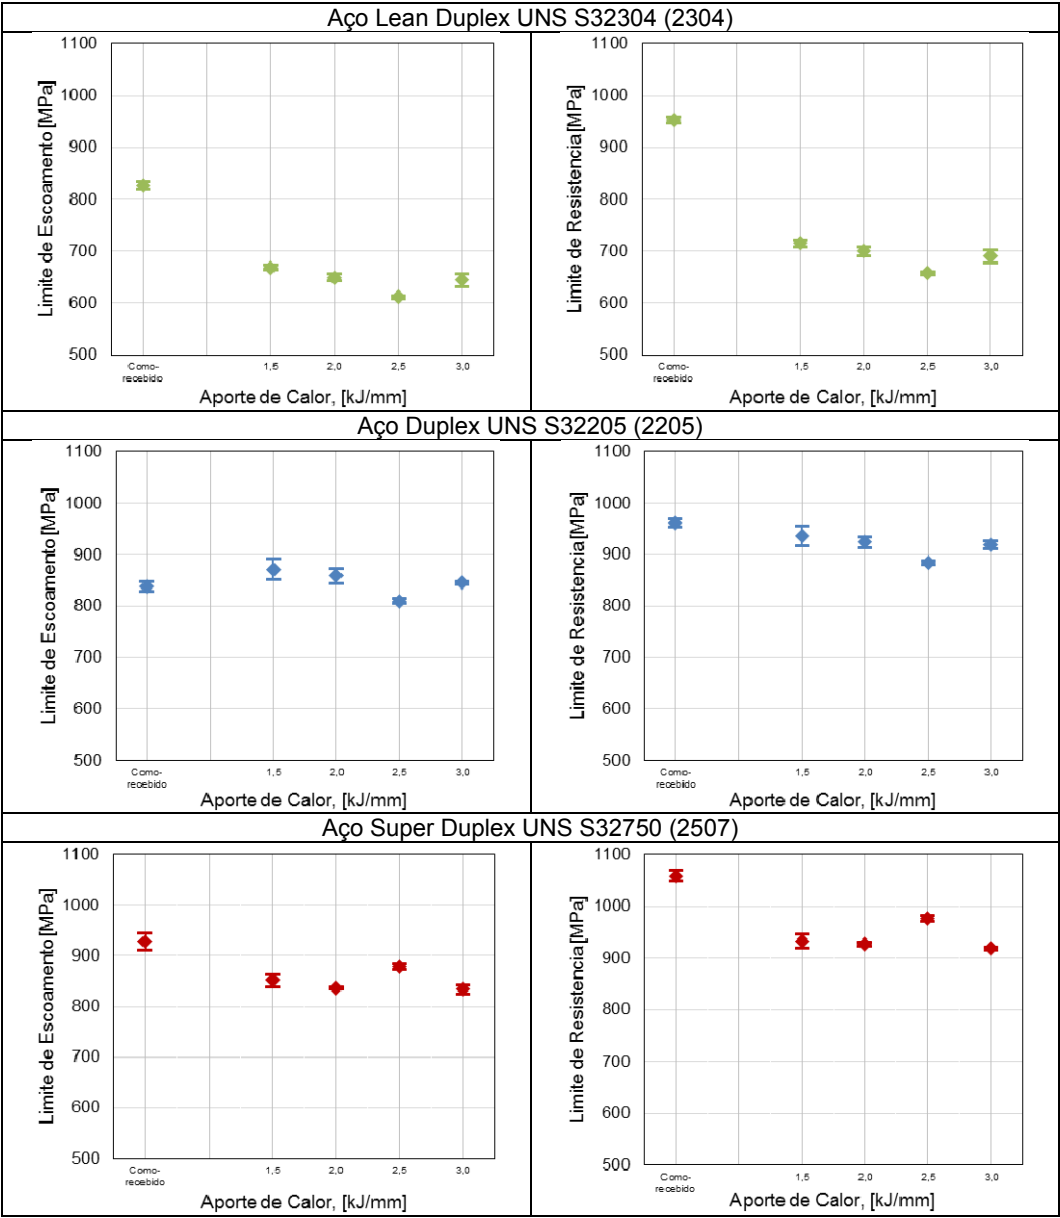 Aço Lean Duplex UNS S32304 (2304)
Limite de Escoamento [MPa]
1100
1000
900
800
700
600
500
Como-
recebido
1,5
2,0
2,5
3,0
Aporte de Calor, [kJ/mm]
Limite de Resistencia[MPa]
1100
1000
900
800
700
600
500
Como-
recebido
1,5
2,0
2,5
3,0
Aporte de Calor, [kJ/mm]
Aço Duplex UNS S32205 (2205)
Limite de Escoamento [MPa]
1100
1000
900
800
700
600
500
Como-
recebido
1,5
2,0
2,5
3,0
Aporte de Calor, [kJ/mm]
Limite de Resistencia[MPa]
1100
1000
900
800
700
600
500
Como-
recebido
1,5
2,0
2,5
3,0
Aporte de Calor, [kJ/mm]
Aço Super Duplex UNS S32750 (2507)
Limite de Escoamento [MPa]
1100
1000
900
800
700
600
500
Como-
recebido
1,5
2,0
2,5
3,0
Aporte de Calor, [kJ/mm]
Limite de Resistencia[MPa]
1100
1000
900
800
700
600
500
Como-
recebido
1,5
2,0
2,5
3,0
Aporte de Calor, [kJ/mm]